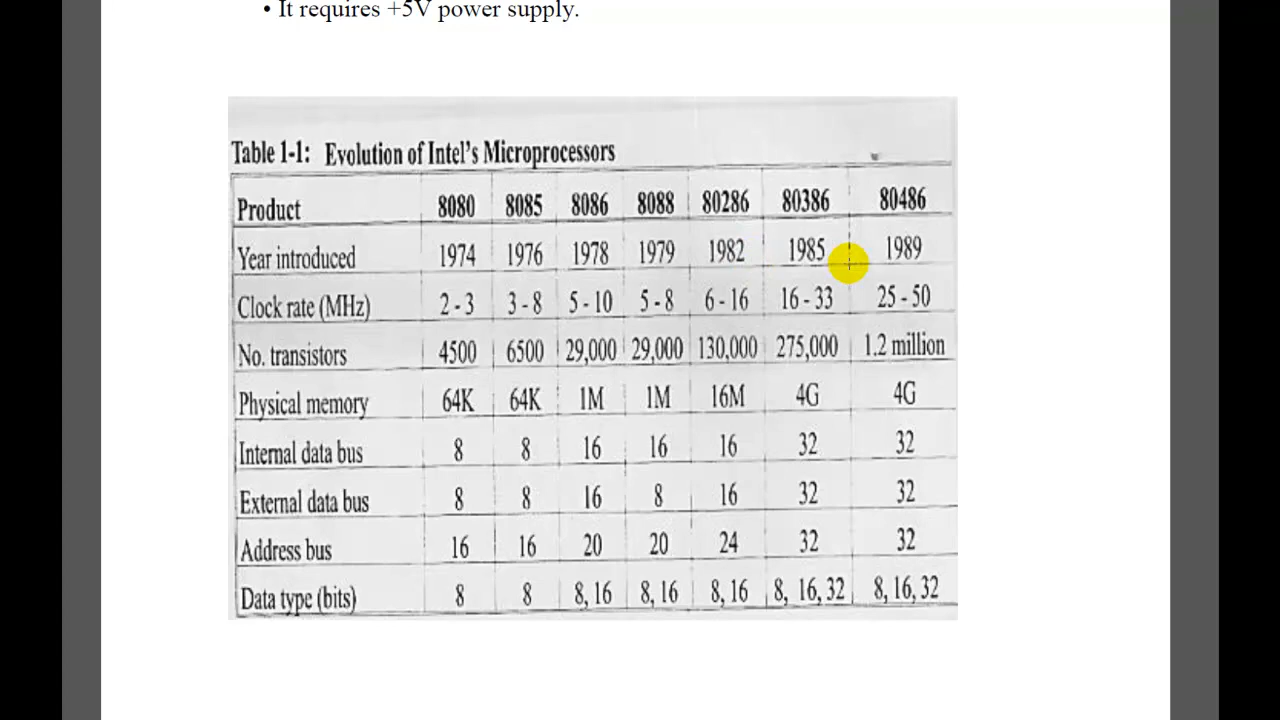 • It requires +5V power supply.
Table 1-1: Evolution of Intel's Microprocessors
Product 8080 8085 8086 8088 80286 80386 80486
Year introduced 1974 1976 1978 1979 1982 1985 1989
Clock rate (MHz) 2 - 3 3 - 8 5 - 10 5 - 8 6 - 16 16 - 33 25 - 50
No. transistors 4500 6500 29,000 29,000 130,000 275,000 1.2 million
Physical memory 64K 64K 1M 1M 16M 4G 4G
Internal data bus 8 8 16 16 16 32 32
External data bus 8 8 16 8 16 32 32
Address bus 16 16 20 20 24 32 32
Data type (bits) 8 8 8, 16 8, 16 8, 16 8, 16, 32 8, 16, 32